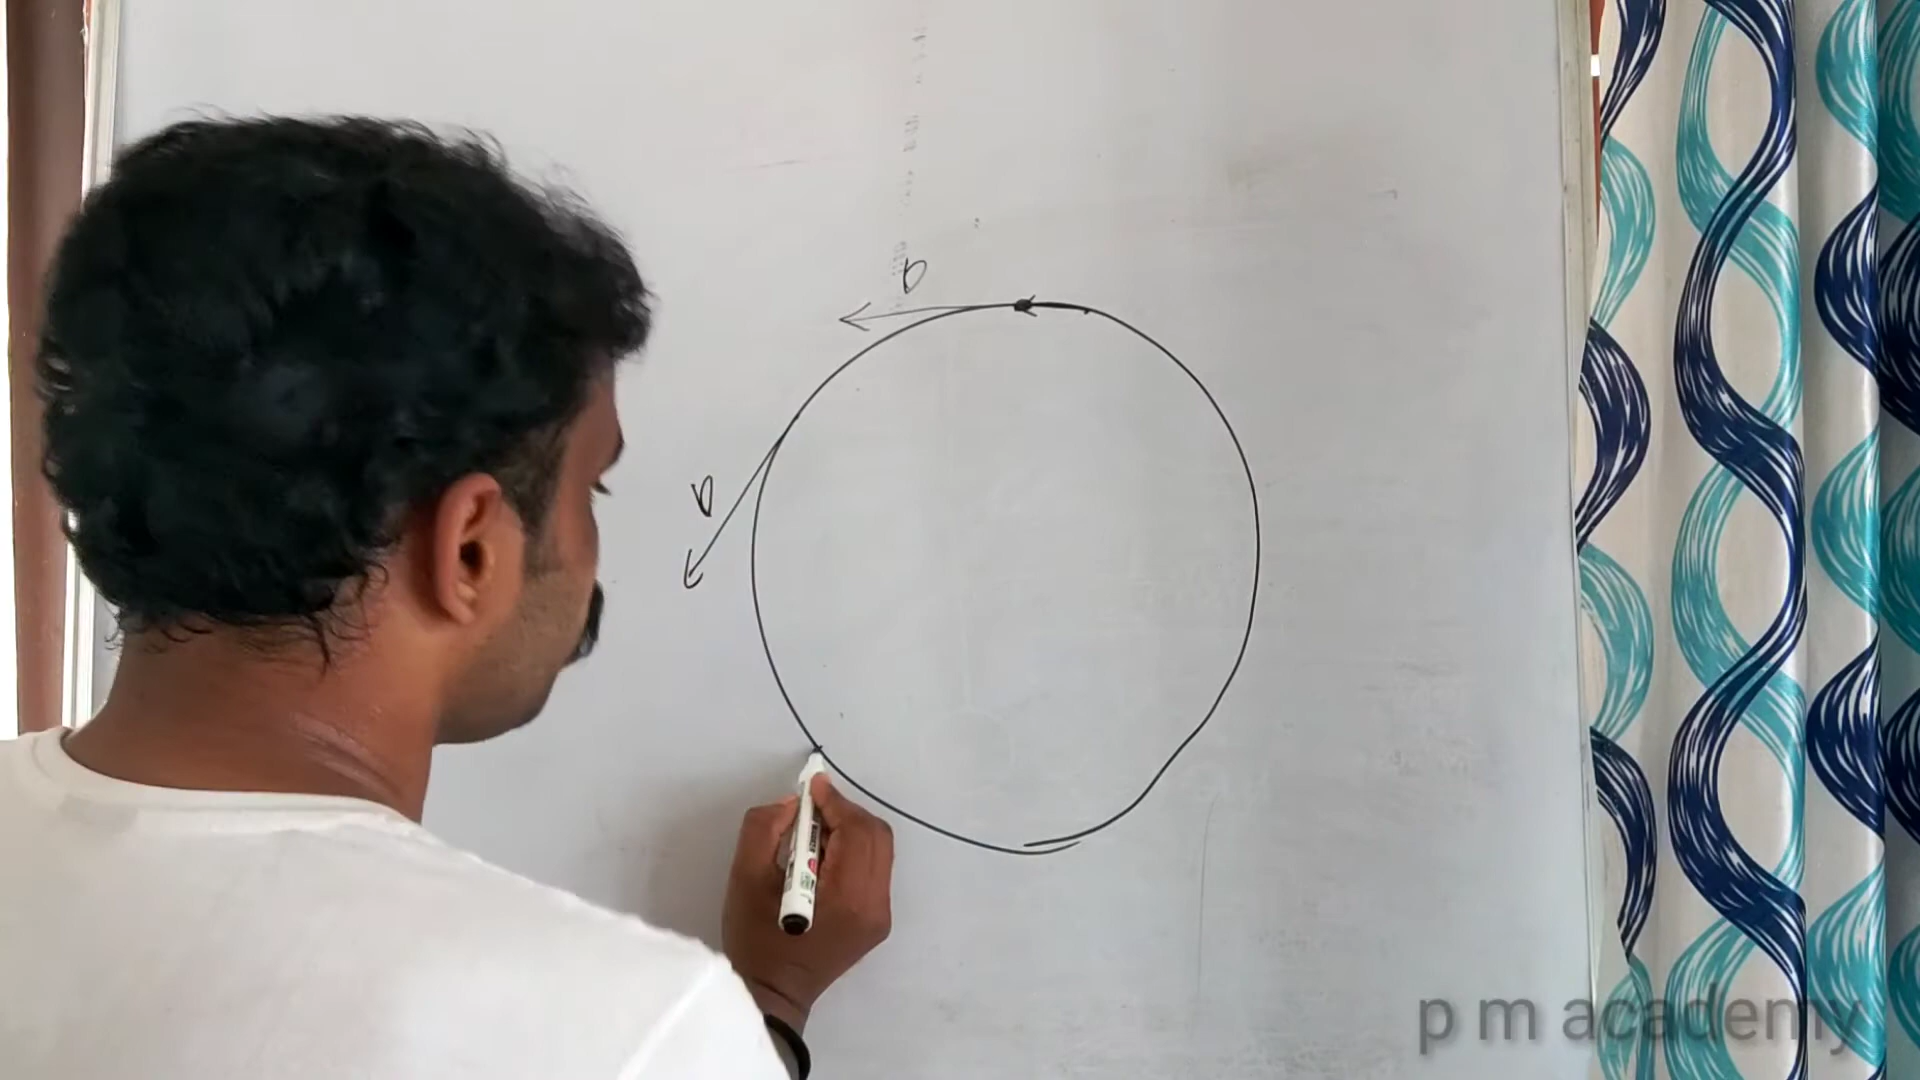 υ
υ
p m academy